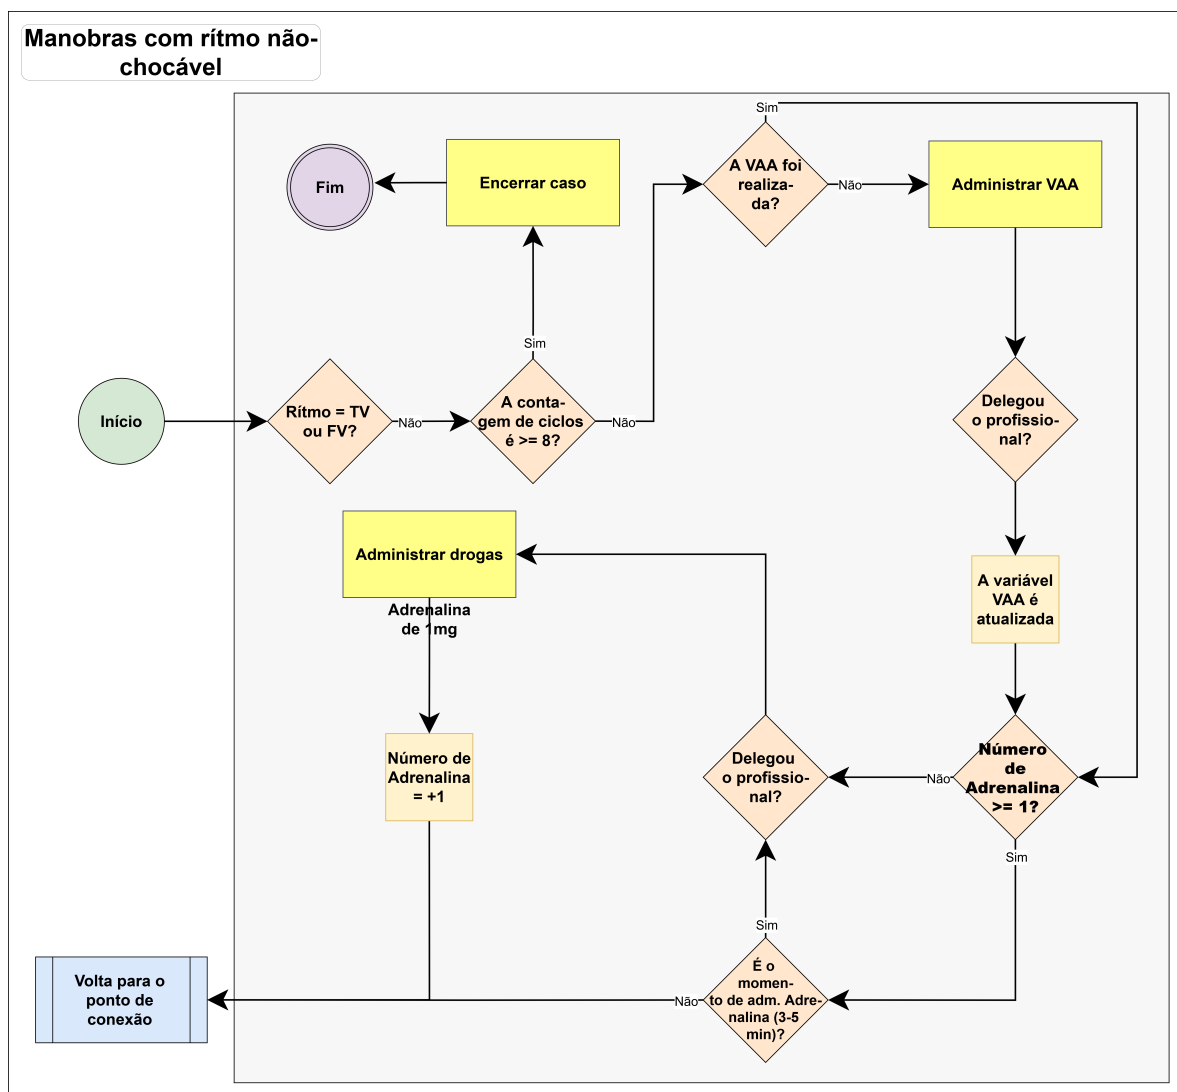 Manobras com rítmo não-
chocável
Sim
Fim
Encerrar caso
A VAA foi
realiza-
da?
Não
Administrar VAA
Sim
Início
Rítmo = TV
ou FV?
Não
A conta-
gem de ciclos
é >= 8?
Não
Delegou
o profissio-
nal?
Administrar drogas
Adrenalina
de 1mg
A variável
VAA é
atualizada
Número de
Adrenalina
= +1
Delegou
o profissio-
nal?
Não
Número
de
Adrenalina
>= 1?
Sim
Sim
Volta para o
ponto de
conexão
Não
É o
momen-
to de adm. Adre-
nalina (3-5
min)?